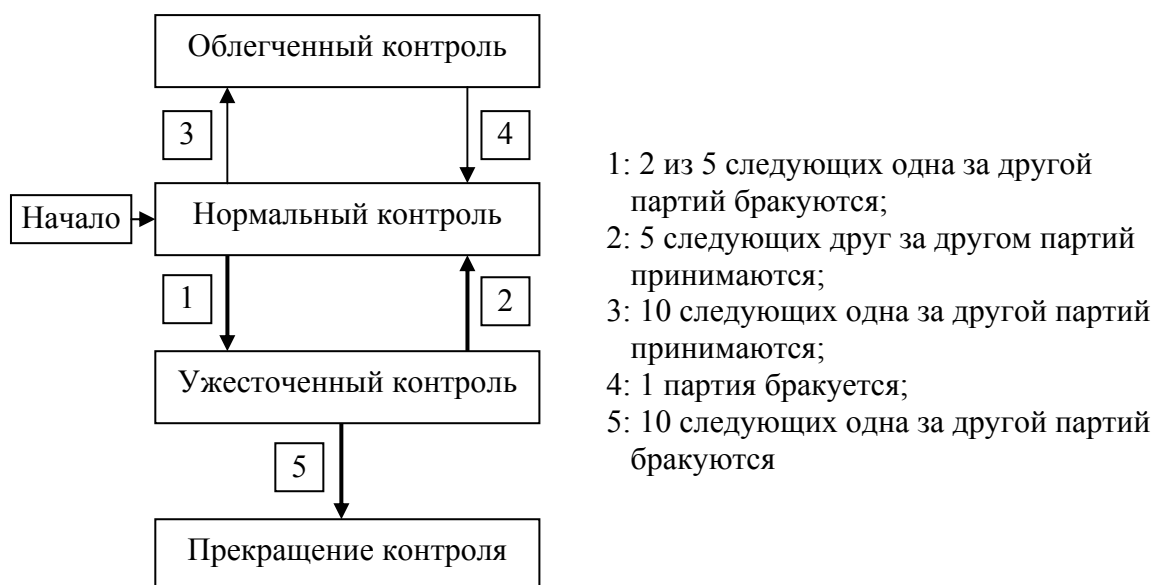 Облегченный контроль
3
4
Начало
Нормальный контроль
1
2
Ужесточенный контроль
5
Прекращение контроля
1: 2 из 5 следующих одна за другой
партий бракуются;
2: 5 следующих друг за другом партий
принимаются;
3: 10 следующих одна за другой партий
принимаются;
4: 1 партия бракуется;
5: 10 следующих одна за другой партий
бракуются